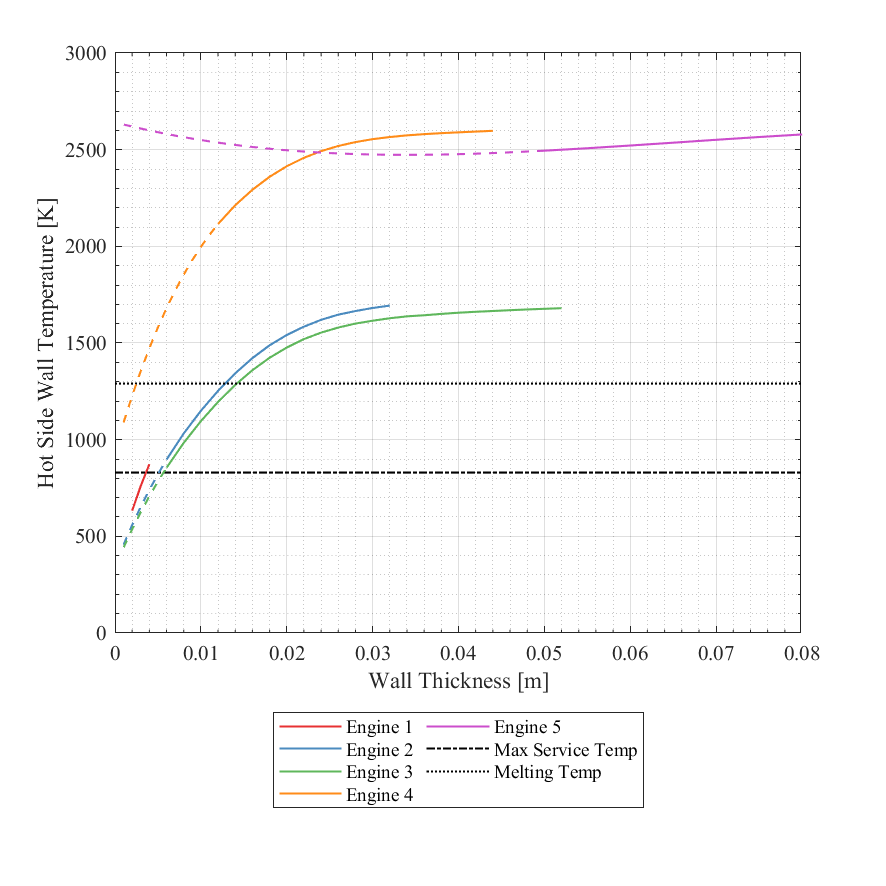 3000
2500
2000
1500
1000
500
0
Hot Side Wall Temperature [K]
0 0.01 0.02 0.03 0.04 0.05 0.06 0.07 0.08
Wall Thickness [m]
Engine 1 Engine 5
Engine 2 Max Service Temp
Engine 3 Melting Temp
Engine 4